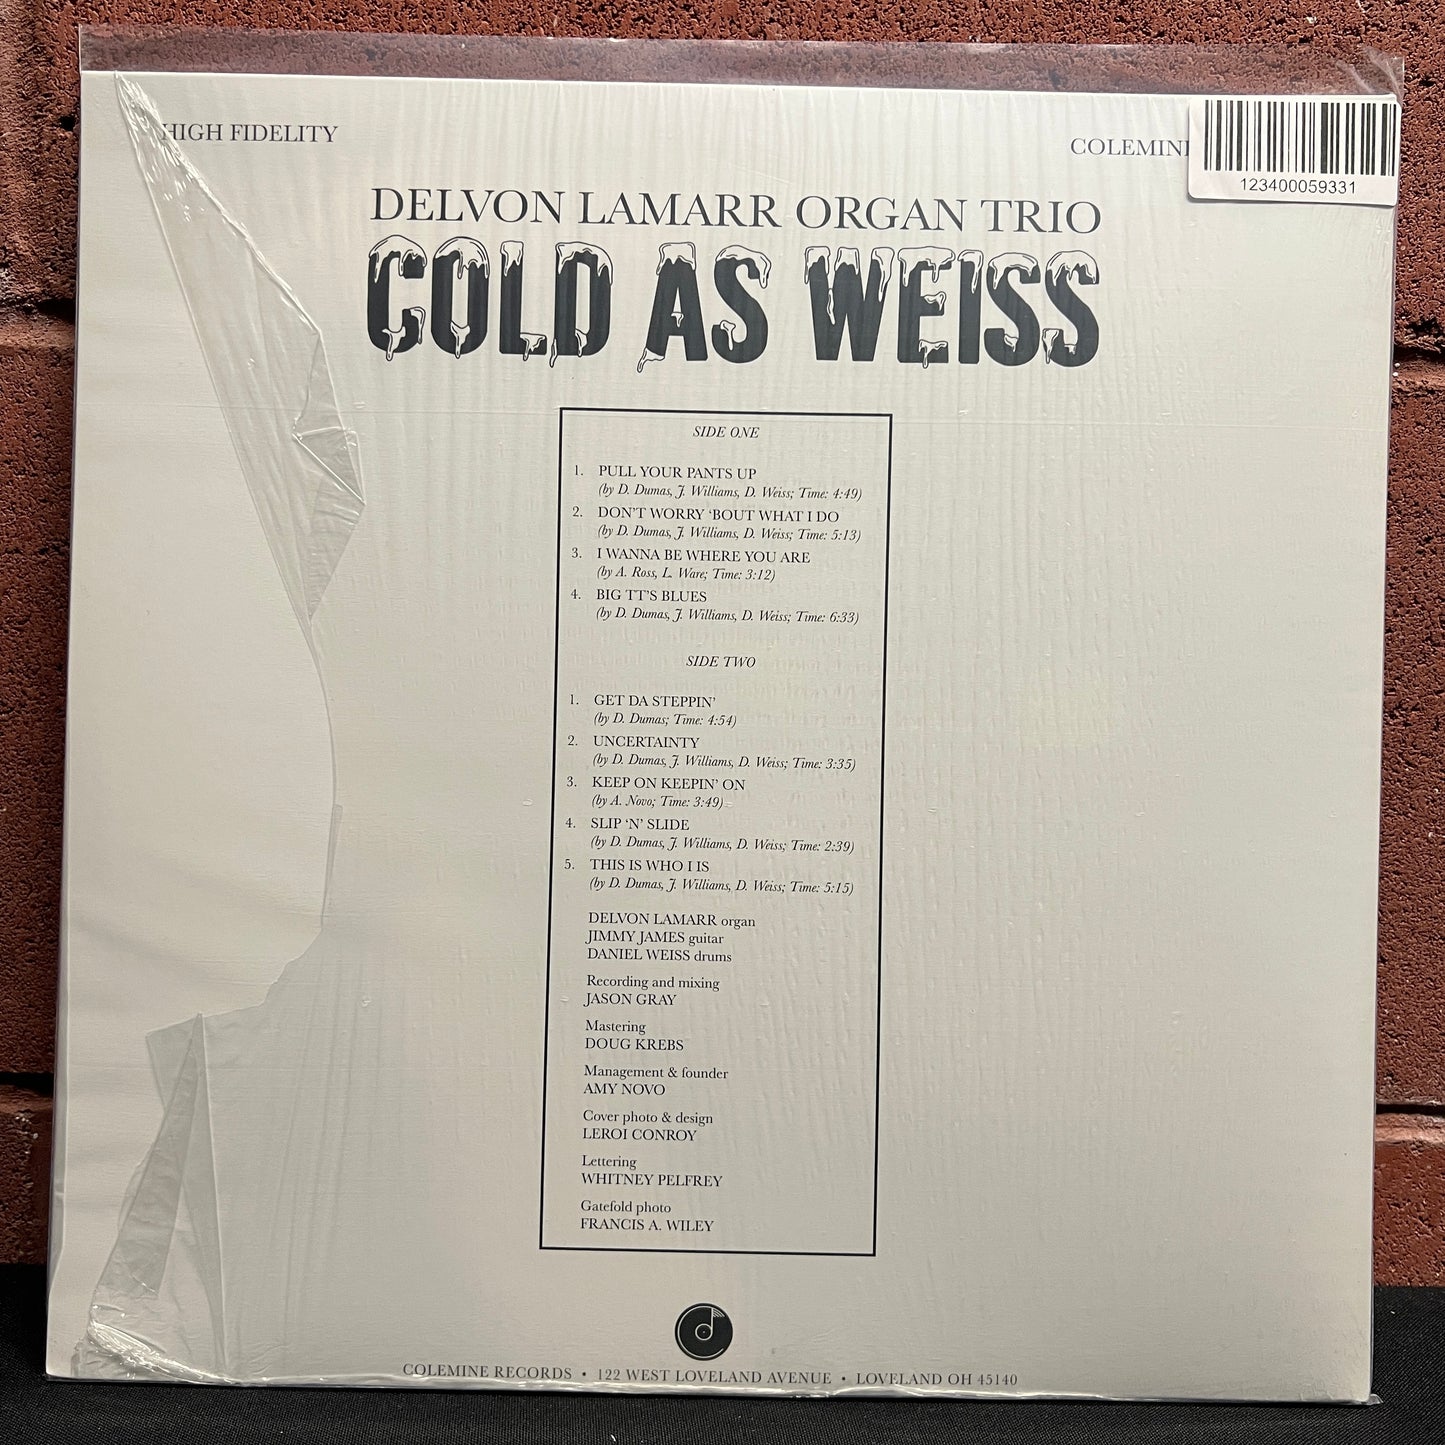 HIGH FIDELITY
123400059331
DELVON LAMARR ORGAN TRIO
COLD AS WEISS
SIDE ONE
1. PULL YOUR PANTS UP
(by D. Dumas, J. Williams, D. Weiss; Time: 4:49)
2. DON'T WORRY ‘BOUT WHAT I DO
(by D. Dumas, J. Williams, D. Weiss; Time: 5:13)
3. I WANNA BE WHERE YOU ARE
(by A. Ross, L. Ware; Time: 3:12)
4. BIG TT'S BLUES
(by D. Dumas, J. Williams, D. Weiss; Time: 6:33)
SIDE TWO
1. GET DA STEPPIN'
(by D. Dumas; Time: 4:54)
2. UNCERTAINTY
(by D. Dumas, J. Williams, D. Weiss; Time: 3:35)
3. KEEP ON KEEPIN' ON
(by A. Novo; Time: 3:49)
4. SLIP ‘N’ SLIDE
(by D. Dumas, J. Williams, D. Weiss; Time: 2:39)
5. THIS IS WHO I IS
(by D. Dumas, J. Williams, D. Weiss; Time: 5:15)
DELVON LAMARR organ
JIMMY JAMES guitar
DANIEL WEISS drums
Recording and mixing
JASON GRAY
Mastering
DOUG KREBS
Management & founder
AMY NOVO
Cover photo & design
LEROI CONROY
Lettering
WHITNEY PELFREY
Gatefold photo
FRANCIS A. WILEY
COLEMINE RECORDS • 122 WEST LOVELAND AVENUE • LOVELAND OH 45140